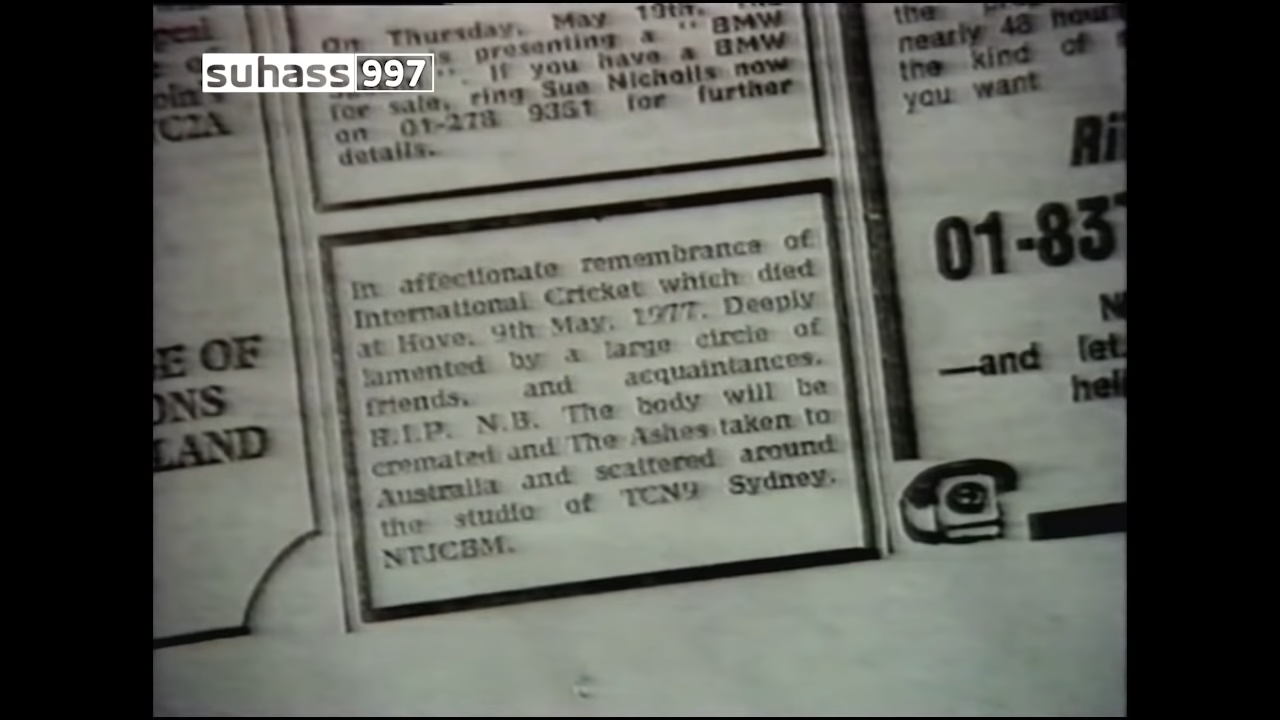 suhass 997
On Thursday, May 19th,
presenting a "BMW
". If you have a BMW
for sale, ring Sue Nicholls now
on 01-278 9351 for further
details.
In affectionate remembrance of
International Cricket which died
at Hove, 9th May, 1977. Deeply
lamented by a large circle of
friends, and acquaintances.
R.I.P. N.B. The body will be
cremated and The Ashes taken to
Australia and scattered around
the studio of TCN9 Sydney.
NTJCBM.
C2A
E OF
ONS
LAND
the
nearly 48 hours
the kind of
you want
Ri
01-837
—and let
hel